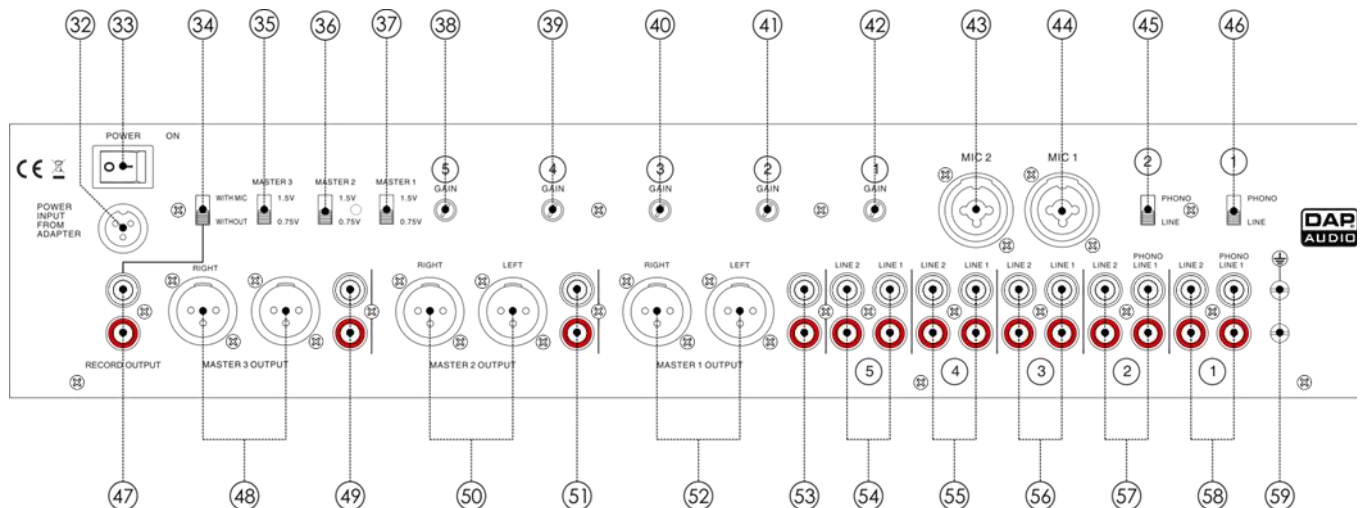 32 33 34 35 36 37 38 39 40 41 42 43 44 45 46
POWER ON
MIC 2 MIC 1
5 4 3 2 1 2 1
GAIN GAIN GAIN GAIN GAIN
MASTER 3 MASTER 2 MASTER 1
WITH MIC 1.5V 1.5V 1.5V PHONO PHONO
WITHOUT 0.75V 0.75V 0.75V LINE LINE
CE
POWER
INPUT
FROM
ADAPTER
DAP
AUDIO
RIGHT RIGHT LEFT RIGHT LEFT
LINE 2 LINE 1 LINE 2 LINE 1 LINE 2 LINE 1 LINE 2 PHONO LINE 1 LINE 2 PHONO LINE 1
RECORD OUTPUT MASTER 3 OUTPUT MASTER 2 OUTPUT MASTER 1 OUTPUT
5 4 3 2 1
47 48 49 50 51 52 53 54 55 56 57 58 59